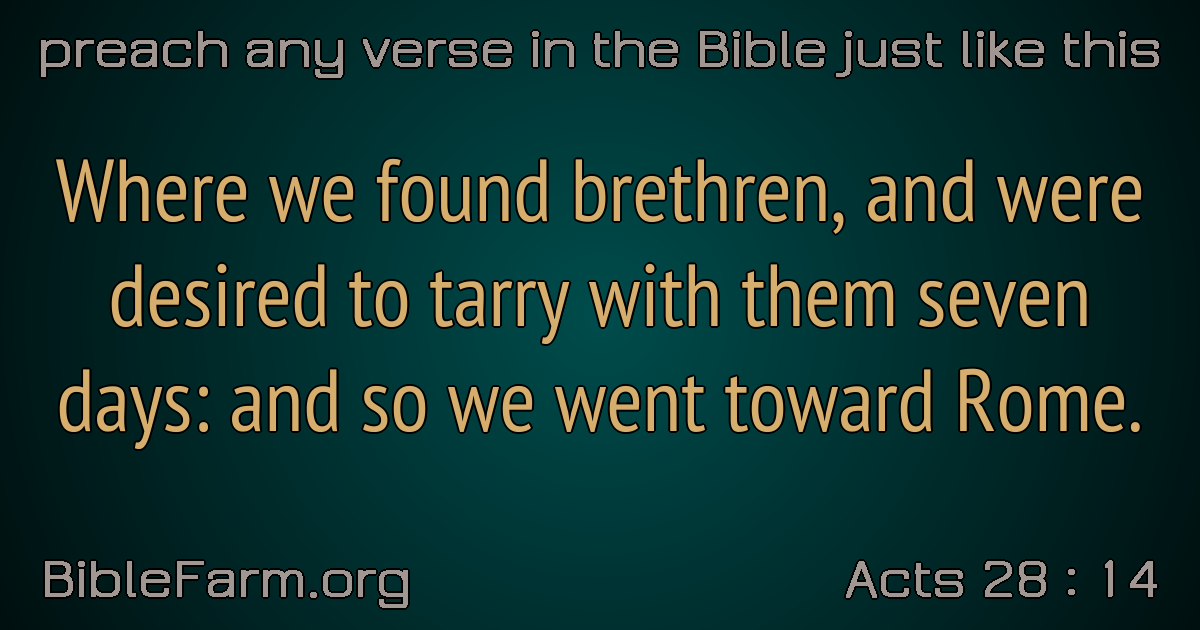 preach any verse in the Bible just like this
Where we found brethren, and were
desired to tarry with them seven
days: and so we went toward Rome.
BibleFarm.org
Acts 28 : 14